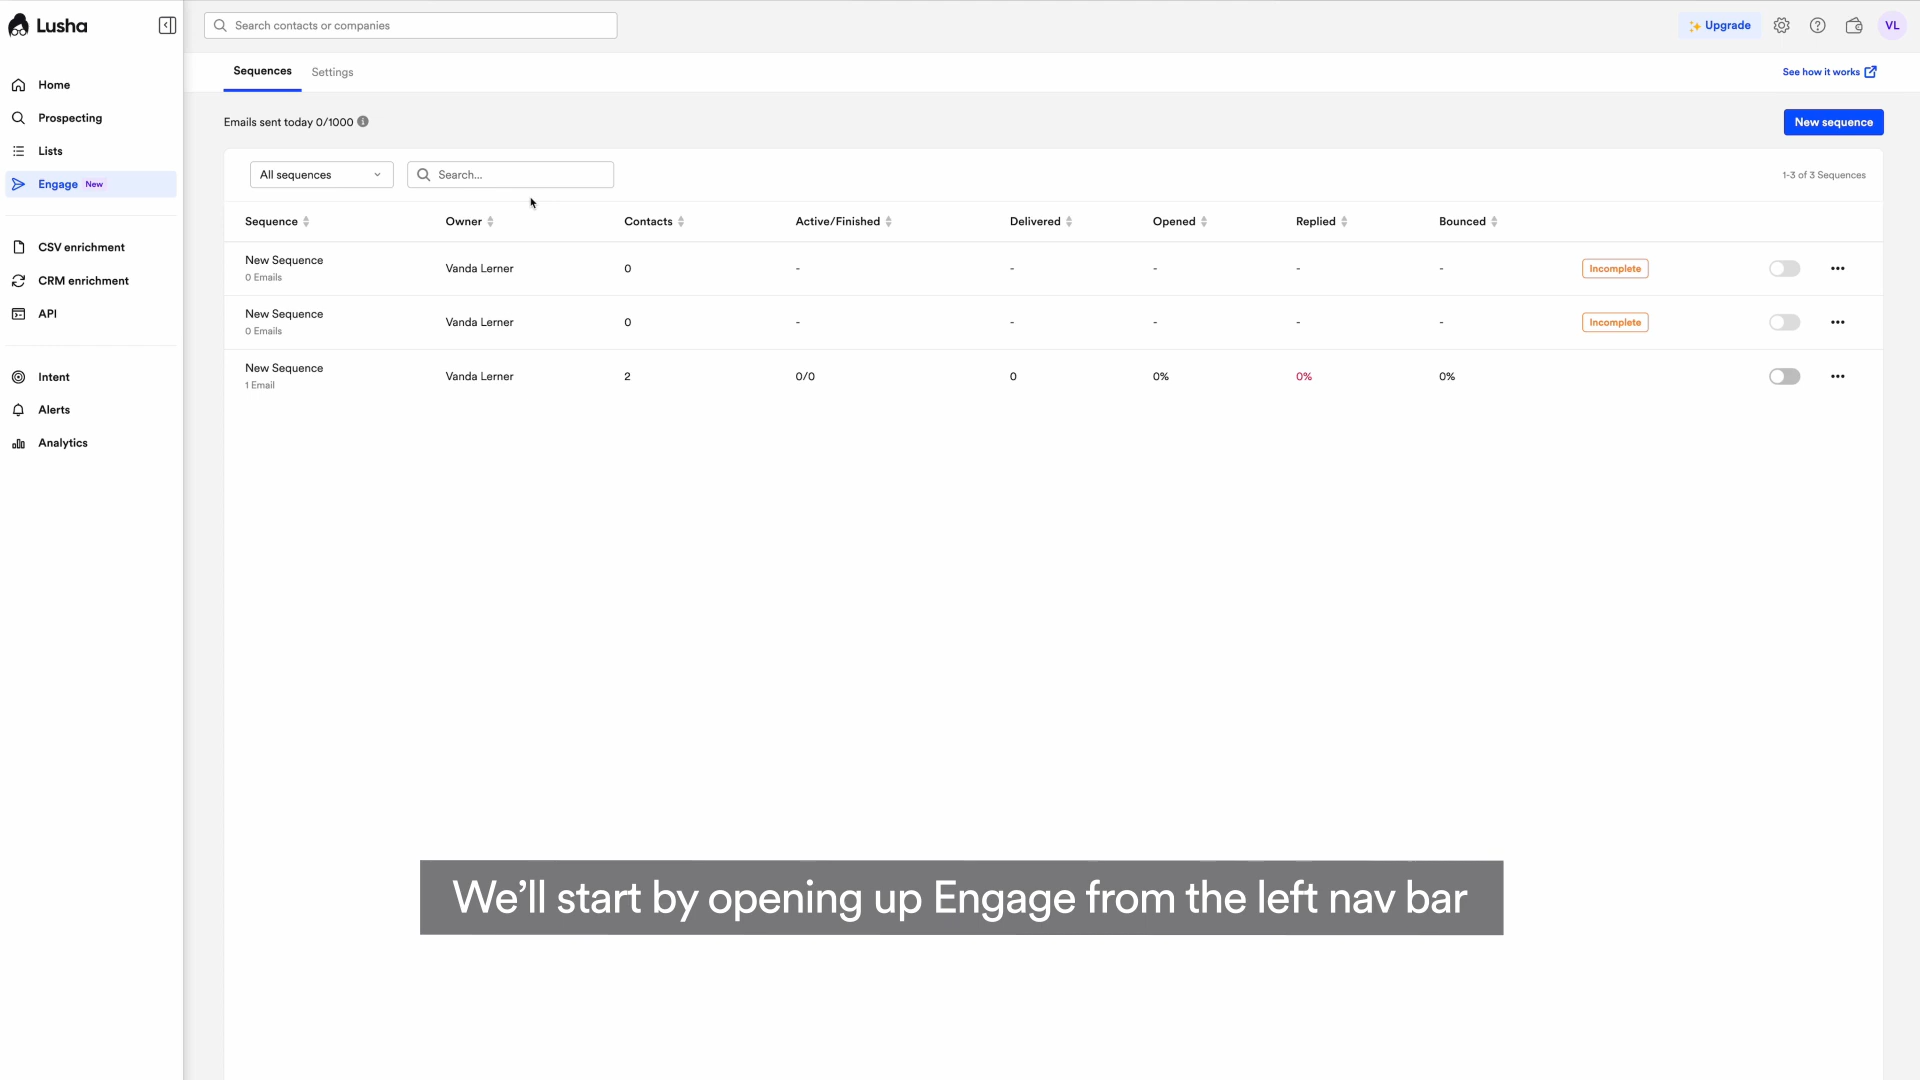 Lusha
Search contacts or companies
Upgrade
VL
Home
Prospecting
Lists
Engage New
CSV enrichment
CRM enrichment
API
Intent
Alerts
Analytics
Sequences Settings
See how it works
Emails sent today 0/1000
New sequence
All sequences
Search...
1-3 of 3 Sequences
Sequence Owner Contacts Active/Finished Delivered Opened Replied Bounced
New Sequence
0 Emails
Vanda Lerner 0 - - - - - Incomplete
New Sequence
0 Emails
Vanda Lerner 0 - - - - - Incomplete
New Sequence
1 Email
Vanda Lerner 2 0/0 0 0% 0% 0%
We'll start by opening up Engage from the left nav bar